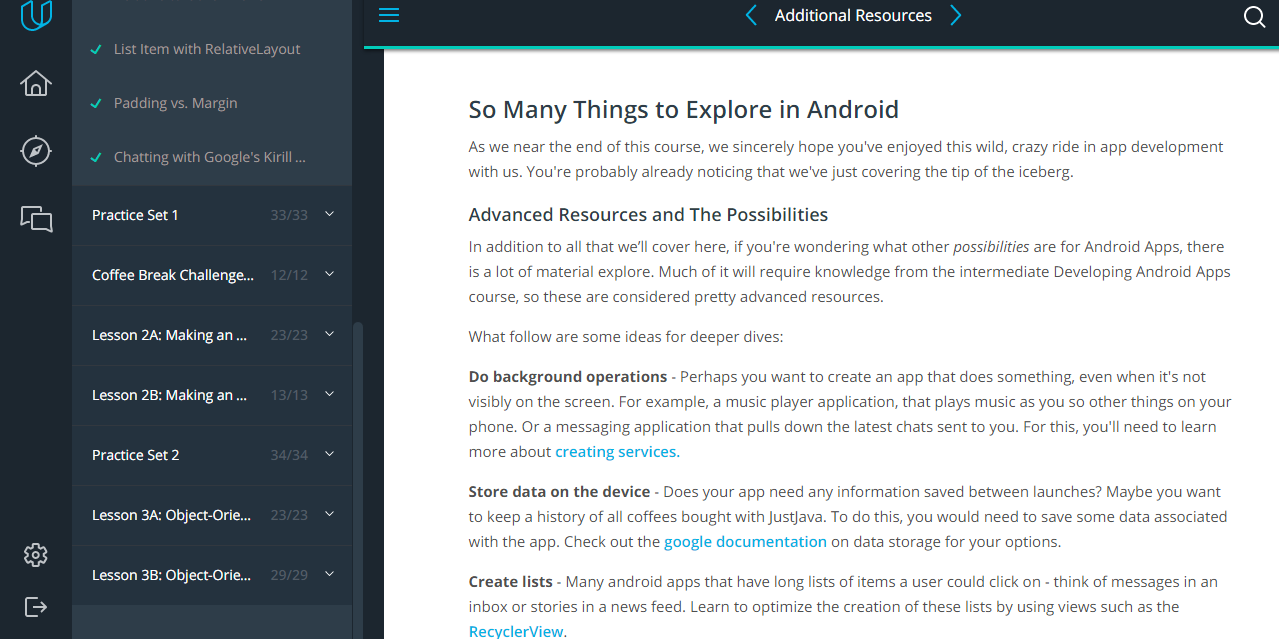 List Item with RelativeLayout
Padding vs. Margin
Chatting with Google's Kirill ...
Practice Set 1 33/33
Coffee Break Challenge... 12/12
Lesson 2A: Making an ... 23/23
Lesson 2B: Making an ... 13/13
Practice Set 2 34/34
Lesson 3A: Object-Orie... 23/23
Lesson 3B: Object-Orie... 29/29
Additional Resources
So Many Things to Explore in Android
As we near the end of this course, we sincerely hope you've enjoyed this wild, crazy ride in app development
with us. You're probably already noticing that we've just covering the tip of the iceberg.
Advanced Resources and The Possibilities
In addition to all that we’ll cover here, if you're wondering what other possibilities are for Android Apps, there
is a lot of material explore. Much of it will require knowledge from the intermediate Developing Android Apps
course, so these are considered pretty advanced resources.
What follow are some ideas for deeper dives:
Do background operations - Perhaps you want to create an app that does something, even when it's not
visibly on the screen. For example, a music player application, that plays music as you so other things on your
phone. Or a messaging application that pulls down the latest chats sent to you. For this, you'll need to learn
more about creating services.
Store data on the device - Does your app need any information saved between launches? Maybe you want
to keep a history of all coffees bought with JustJava. To do this, you would need to save some data associated
with the app. Check out the google documentation on data storage for your options.
Create lists - Many android apps that have long lists of items a user could click on - think of messages in an
inbox or stories in a news feed. Learn to optimize the creation of these lists by using views such as the
RecyclerView.